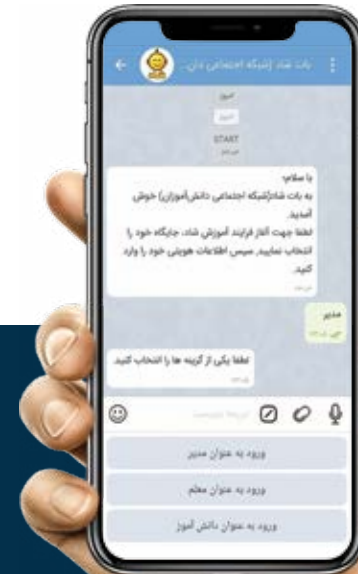 بات شاد (شبکه اجتماعی دان...
امروز
START
با سلام؛
به بات شاد(شبکه اجتماعی دانش‌آموزان) خوش
آمدید.
لطفا جهت آغاز فرایند آموزش شاد، جایگاه خود را
انتخاب نمایید, سپس اطلاعات هویتی خود را وارد
کنید.
مدیر
لطفا یکی از گزینه ها را انتخاب کنید.
ورود به عنوان مدیر
ورود به عنوان معلم
ورود به عنوان دانش آموز